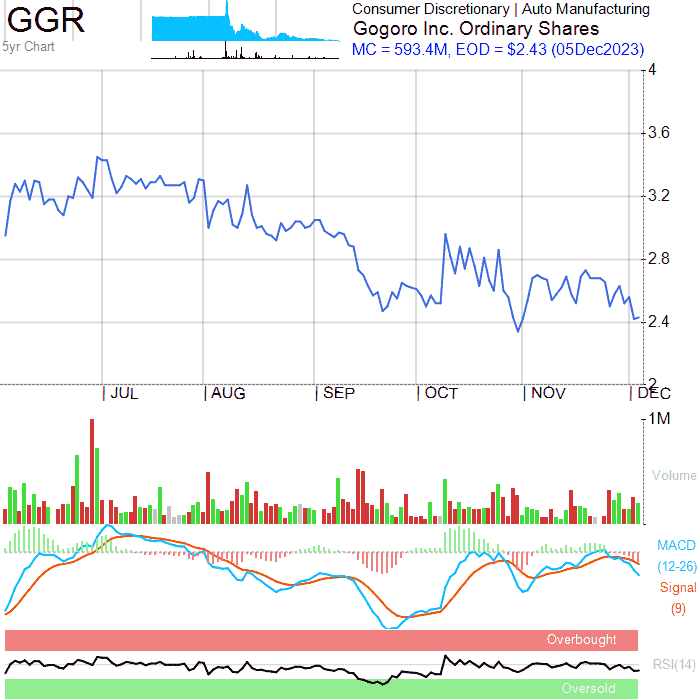 GGR
5yr Chart
Consumer Discretionary | Auto Manufacturing
Gogoro Inc. Ordinary Shares
MC = 593.4M, EOD = $2.43 (05Dec2023)
4
3.6
3.2
2.8
2.4
2
JUL AUG SEP OCT NOV DEC
1M
Volume
MACD
(12-26)
Signal
(9)
Overbought
RSI(14)
Oversold